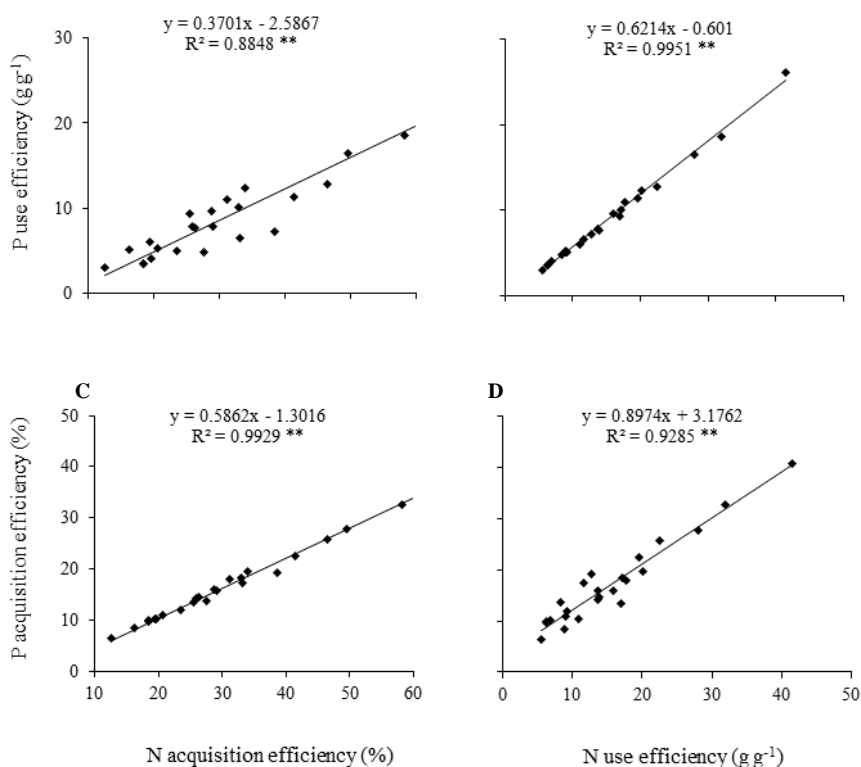 y = 0.3701x - 2.5867
R² = 0.8848 **
30
20
10
0
P use efficiency (g g⁻¹)
y = 0.6214x - 0.601
R² = 0.9951 **
C
y = 0.5862x - 1.3016
R² = 0.9929 **
50
40
30
20
10
0
P acquisition efficiency (%)
10 20 30 40 50 60
N acquisition efficiency (%)
D
y = 0.8974x + 3.1762
R² = 0.9285 **
0 10 20 30 40 50
N use efficiency (g g⁻¹)